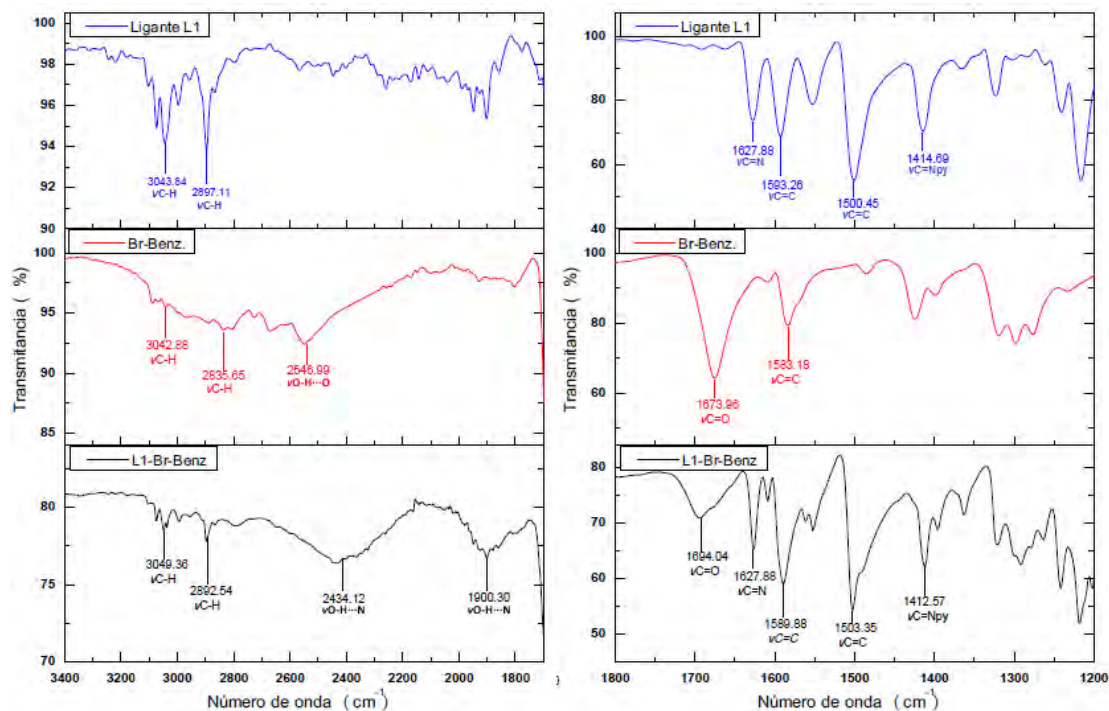 Ligante L1
3043.84
νC-H
2897.11
νC-H
100
98
96
94
92
90
Br-Benz.
3042.88
νC-H
2835.65
νC-H
2546.99
νO-H···O
100
95
90
85
Transmitancia ( %)
L1-Br-Benz
3049.36
νC-H
2892.54
νC-H
2434.12
νO-H···N
1900.30
νO-H···N
80
75
70
3400 3200 3000 2800 2600 2400 2200 2000 1800
Número de onda (cm⁻¹)
9
Ligante L1
1627.88
νC=N
1593.26
νC=C
1500.45
νC=C
1414.69
νC=Npy
100
80
60
40
Br-Benz.
1673.96
νC=O
1583.18
νC=C
100
80
60
Transmitancia ( %)
L1-Br-Benz
1694.04
νC=O
1627.88
νC=N
1589.88
νC=C
1503.35
νC=C
1412.57
νC=Npy
80
70
60
50
1800 1700 1600 1500 1400 1300 1200
Número de onda (cm⁻¹)